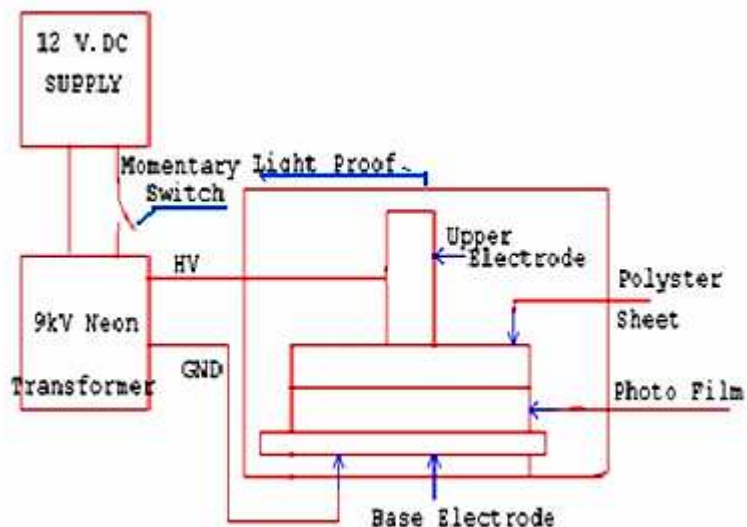 12 V.DC
SUPPLY
Momentary Light Proof
Switch
HV
Upper
Electrode
Polyster
Sheet
9kV Neon
Transformer
GND
Photo Film
Base Electrode